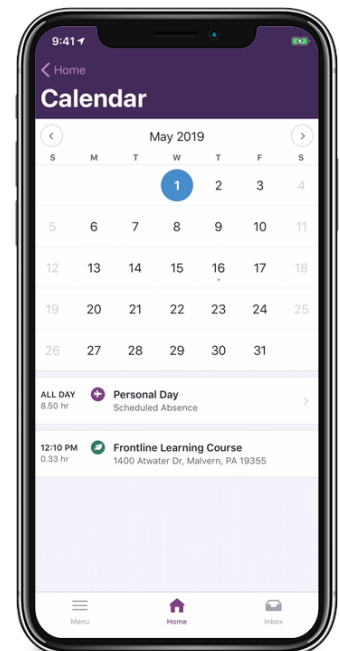 9:41
Home
Calendar
May 2019
S M T W T F S
1 2 3 4
5 6 7 8 9 10 11
12 13 14 15 16 17 18
19 20 21 22 23 24 25
26 27 28 29 30 31
ALL DAY Personal Day
8.50 hr Scheduled Absence
12:10 PM Frontline Learning Course
0.33 hr 1400 Atwater Dr, Malvern, PA 19355
Menu Home Inbox